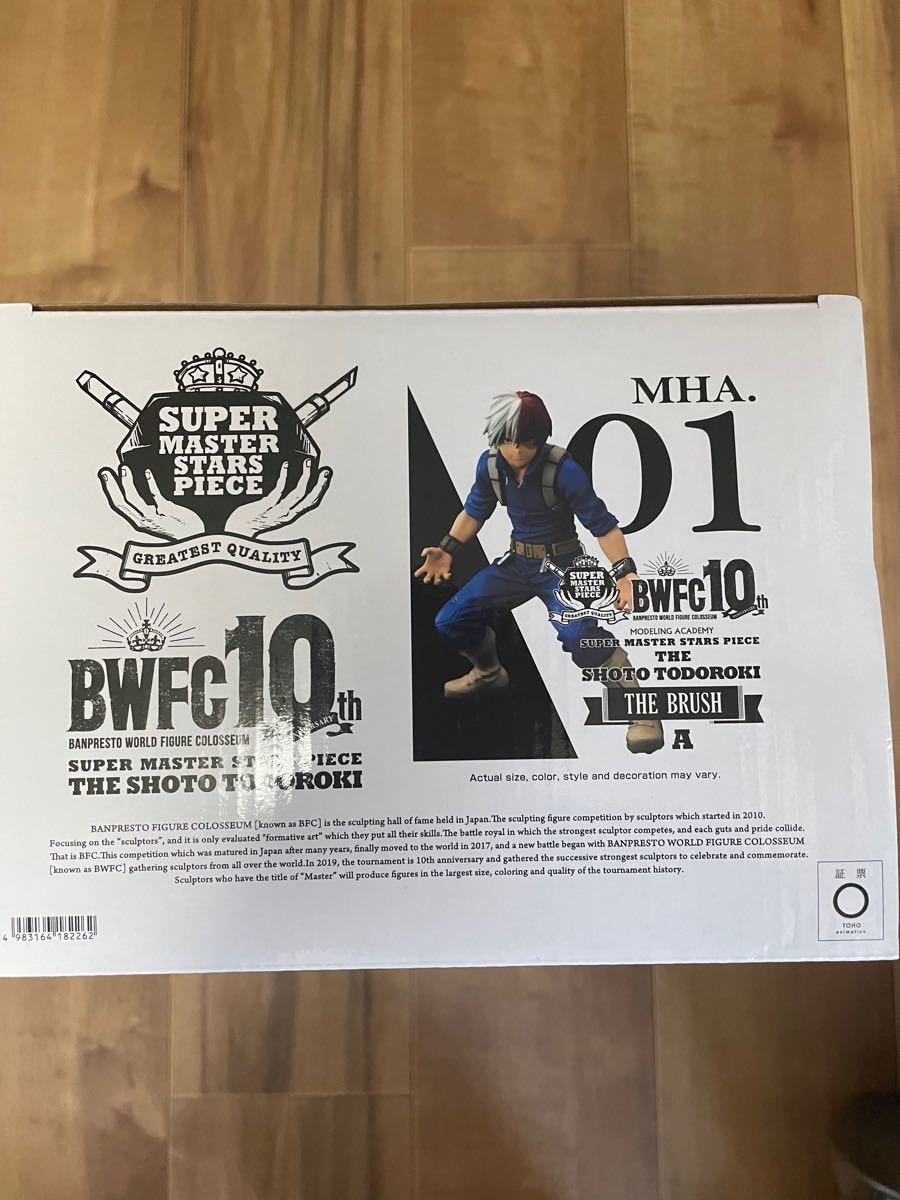 SUPER
MASTER
STARS
PIECE
GREATEST QUALITY
BWFC10th
BANPRESTO WORLD FIGURE COLOSSEUM
SUPER MASTER ST PIECE
THE SHOTO TODOROKI
MHA.
01
SUPER
MASTER
STARS
PIECE
GREATEST QUALITY
BWFC10th
BANPRESTO WORLD FIGURE COLOSSEUM
MODELING ACADEMY
SUPER MASTER STARS PIECE
THE
SHOTO TODOROKI
THE BRUSH
A
Actual size, color, style and decoration may vary.
BANPRESTO FIGURE COLOSSEUM [known as BFC] is the sculpting hall of fame held in Japan.The sculpting figure competition by sculptors which started in 2010.
Focusing on the “sculptors”, and it is only evaluated “formative art” which they put all their skills.The battle royal in which the strongest sculptor competes, and each guts and pride collide.
That is BFC.This competition which was matured in Japan after many years, finally moved to the world in 2017, and a new battle began with BANPRESTO WORLD FIGURE COLOSSEUM
[known as BWFC] gathering sculptors from all over the world.In 2019, the tournament is 10th anniversary and gathered the successive strongest sculptors to celebrate and commemorate.
Sculptors who have the title of “Master” will produce figures in the largest size, coloring and quality of the tournament history.
4 983164 182262
証 票
TOHO
animation